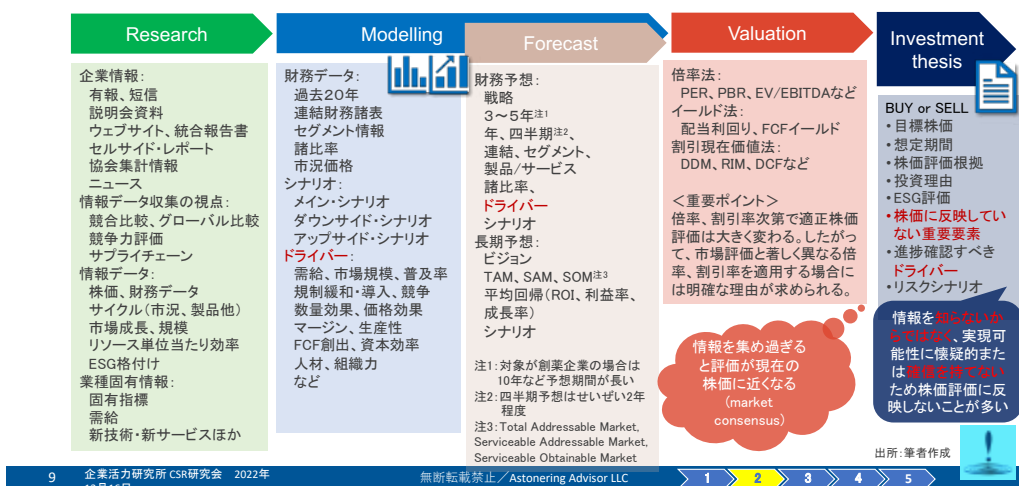 Research
企業情報：
有報、短信
説明会資料
ウェブサイト、統合報告書
セルサイド・レポート
協会集計情報
ニュース
情報データ収集の視点：
競合比較、グローバル比較
競争力評価
サプライチェーン
情報データ：
株価、財務データ
サイクル（市況、製品他）
市場成長、規模
リソース単位当たり効率
ESG格付け
業種固有情報：
固有指標
需給
新技術・新サービスほか
Modelling
財務データ：
過去20年
連結財務諸表
セグメント情報
諸比率
市況価格
シナリオ：
メイン・シナリオ
ダウンサイド・シナリオ
アップサイド・シナリオ
ドライバー：
需給、市場規模、普及率
規制緩和・導入、競争
数量効果、価格効果
マージン、生産性
FCF創出、資本効率
人材、組織力
など
Forecast
財務予想：
戦略
3～5年注1
年、四半期注2、
連結、セグメント、
製品/サービス
諸比率、
ドライバー
シナリオ
長期予想：
ビジョン
TAM、SAM、SOM注3
平均回帰（ROI、利益率、
成長率）
シナリオ
注1：対象が創薬企業の場合は
10年など予想期間が長い
注2：四半期予想はせいぜい2年
程度
注3：Total Addressable Market,
Serviceable Addressable Market,
Serviceable Obtainable Market
Valuation
倍率法：
PER、PBR、EV/EBITDAなど
イールド法：
配当利回り、FCFイールド
割引現在価値法：
DDM、RIM、DCFなど
＜重要ポイント＞
倍率、割引率次第で適正株価
評価は大きく変わる。したがっ
て、市場評価と著しく異なる倍
率、割引率を適用する場合に
は明確な理由が求められる。
情報を集め過ぎる
と評価が現在の
株価に近くなる
（market
consensus）
Investment
thesis
BUY or SELL
・目標株価
・想定期間
・株価評価根拠
・投資理由
・ESG評価
・株価に反映してい
ない重要要素
・進捗確認すべき
ドライバー
・リスクシナリオ
情報を知らないか
らではなく、実現可
能性に懐疑的また
は確信を持てない
ため株価評価に反
映しないことが多い
出所：筆者作成
9
企業活力研究所 CSR研究会 2022年
無断転載禁止／Astonering Advisor LLC
1 2 3 4 5